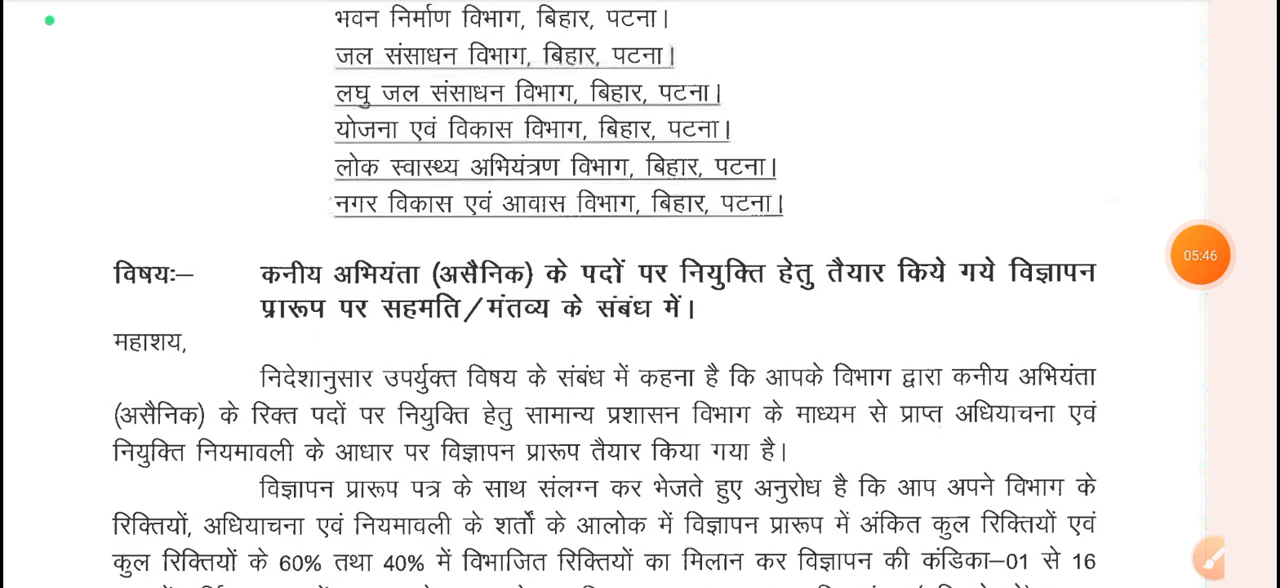 भवन निर्माण विभाग, बिहार, पटना।
जल संसाधन विभाग, बिहार, पटना।
लघु जल संसाधन विभाग, बिहार, पटना।
योजना एवं विकास विभाग, बिहार, पटना।
लोक स्वास्थ्य अभियंत्रण विभाग, बिहार, पटना।
नगर विकास एवं आवास विभाग, बिहार, पटना।
विषयः– कनीय अभियंता (असैनिक) के पदों पर नियुक्ति हेतु तैयार किये गये विज्ञापन
प्रारूप पर सहमति/मंतव्य के संबंध में।
05:46
महाशय,
निदेशानुसार उपर्युक्त विषय के संबंध में कहना है कि आपके विभाग द्वारा कनीय अभियंता
(असैनिक) के रिक्त पदों पर नियुक्ति हेतु सामान्य प्रशासन विभाग के माध्यम से प्राप्त अधियाचना एवं
नियुक्ति नियमावली के आधार पर विज्ञापन प्रारूप तैयार किया गया है।
विज्ञापन प्रारूप पत्र के साथ संलग्न कर भेजते हुए अनुरोध है कि आप अपने विभाग के
रिक्तियों, अधियाचना एवं नियमावली के शर्तों के आलोक में विज्ञापन प्रारूप में अंकित कुल रिक्तियों एवं
कुल रिक्तियों के 60% तथा 40% में विभाजित रिक्तियों का मिलान कर विज्ञापन की कंडिका–01 से 16